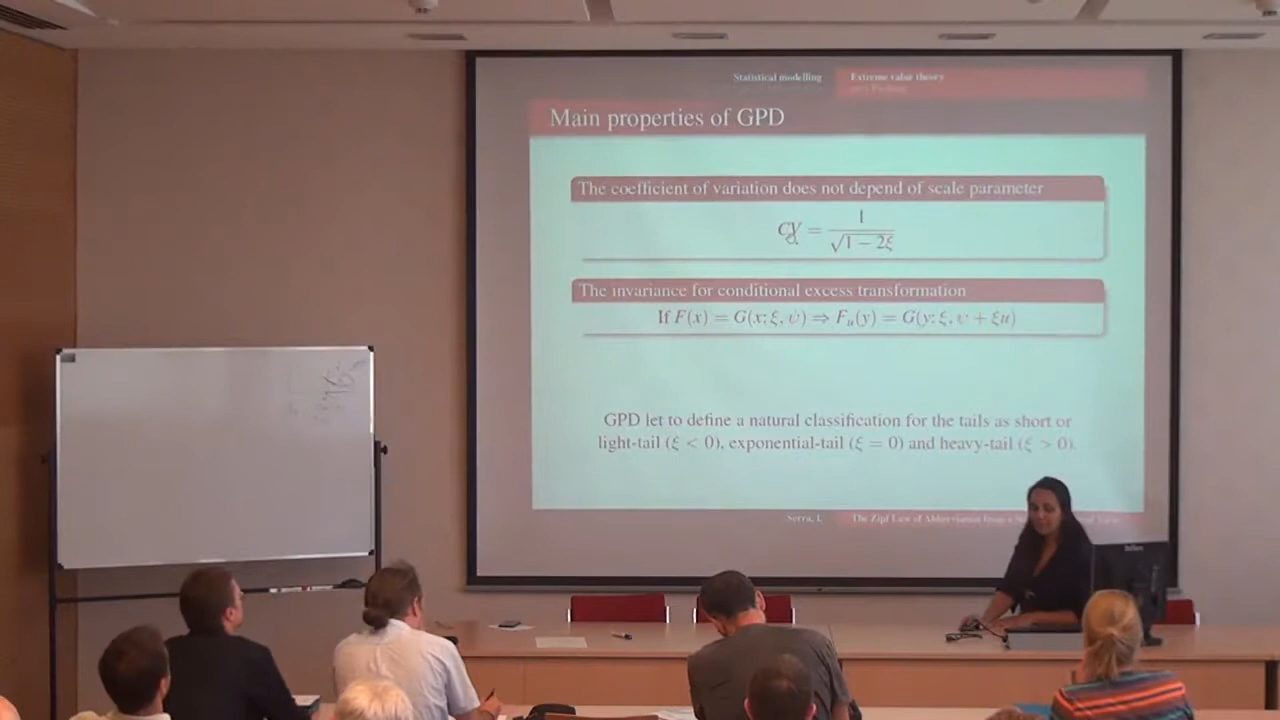 Statistical modelling Extreme value theory
Main properties of GPD
The coefficient of variation does not depend of scale parameter
CV = 1 / √1 − 2ξ
The invariance for conditional excess transformation
If F(x) = G(x; ξ, ψ) ⇒ Fu(y) = G(y; ξ, ψ + ξu)
GPD let to define a natural classification for the tails as short or
light-tail (ξ < 0), exponential-tail (ξ = 0) and heavy-tail (ξ > 0).
Serra, I. The Zipf Law of Abbreviation from a